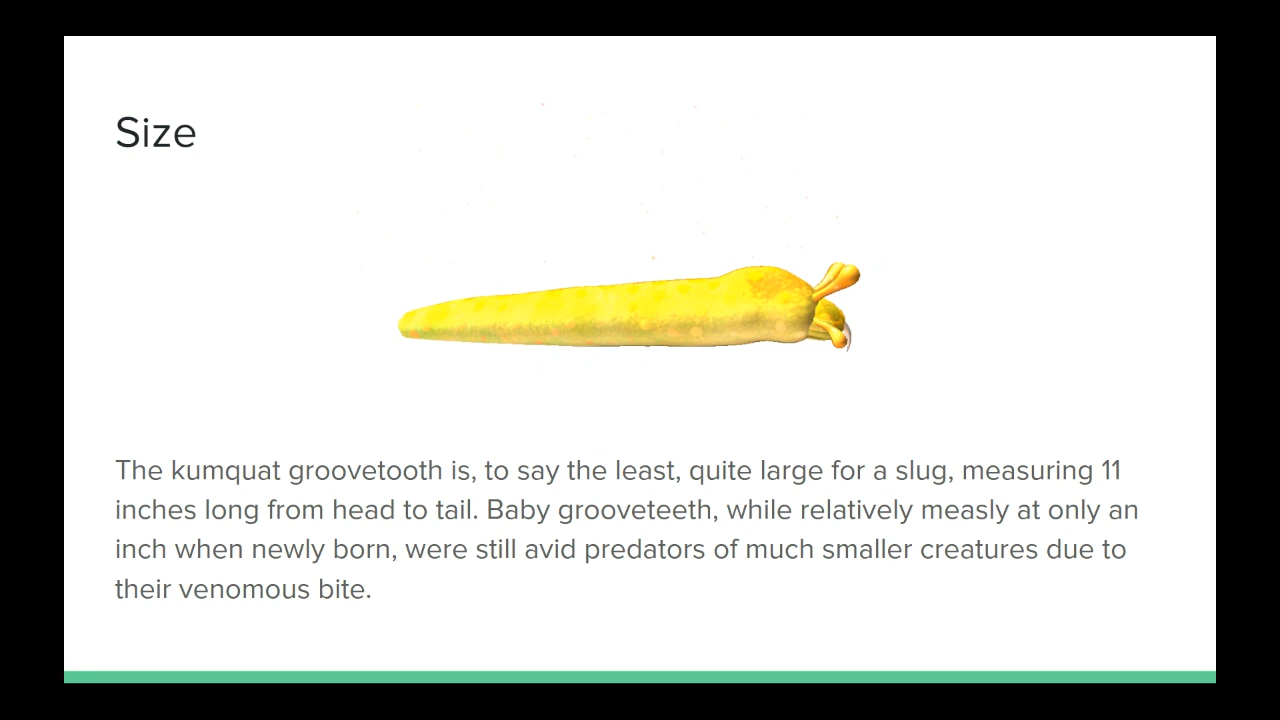 Size
The kumquat groovetooth is, to say the least, quite large for a slug, measuring 11
inches long from head to tail. Baby grooveteeth, while relatively measly at only an
inch when newly born, were still avid predators of much smaller creatures due to
their venomous bite.